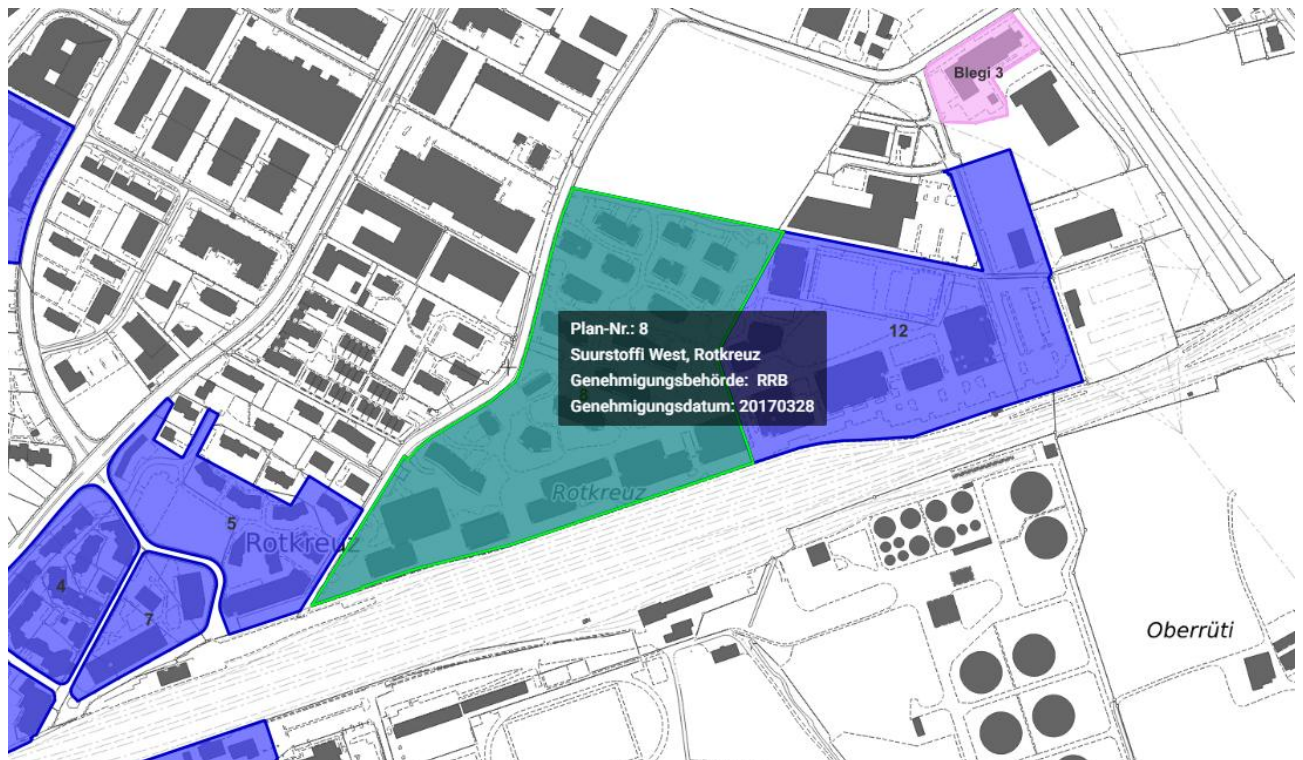 Blegi 3
Plan-Nr.: 8
Suurstoffi West, Rotkreuz
Genehmigungsbehörde: RRB
Genehmigungsdatum: 20170328
12
8
Rotkreuz
5
Rotkreuz
4
7
Oberrüti